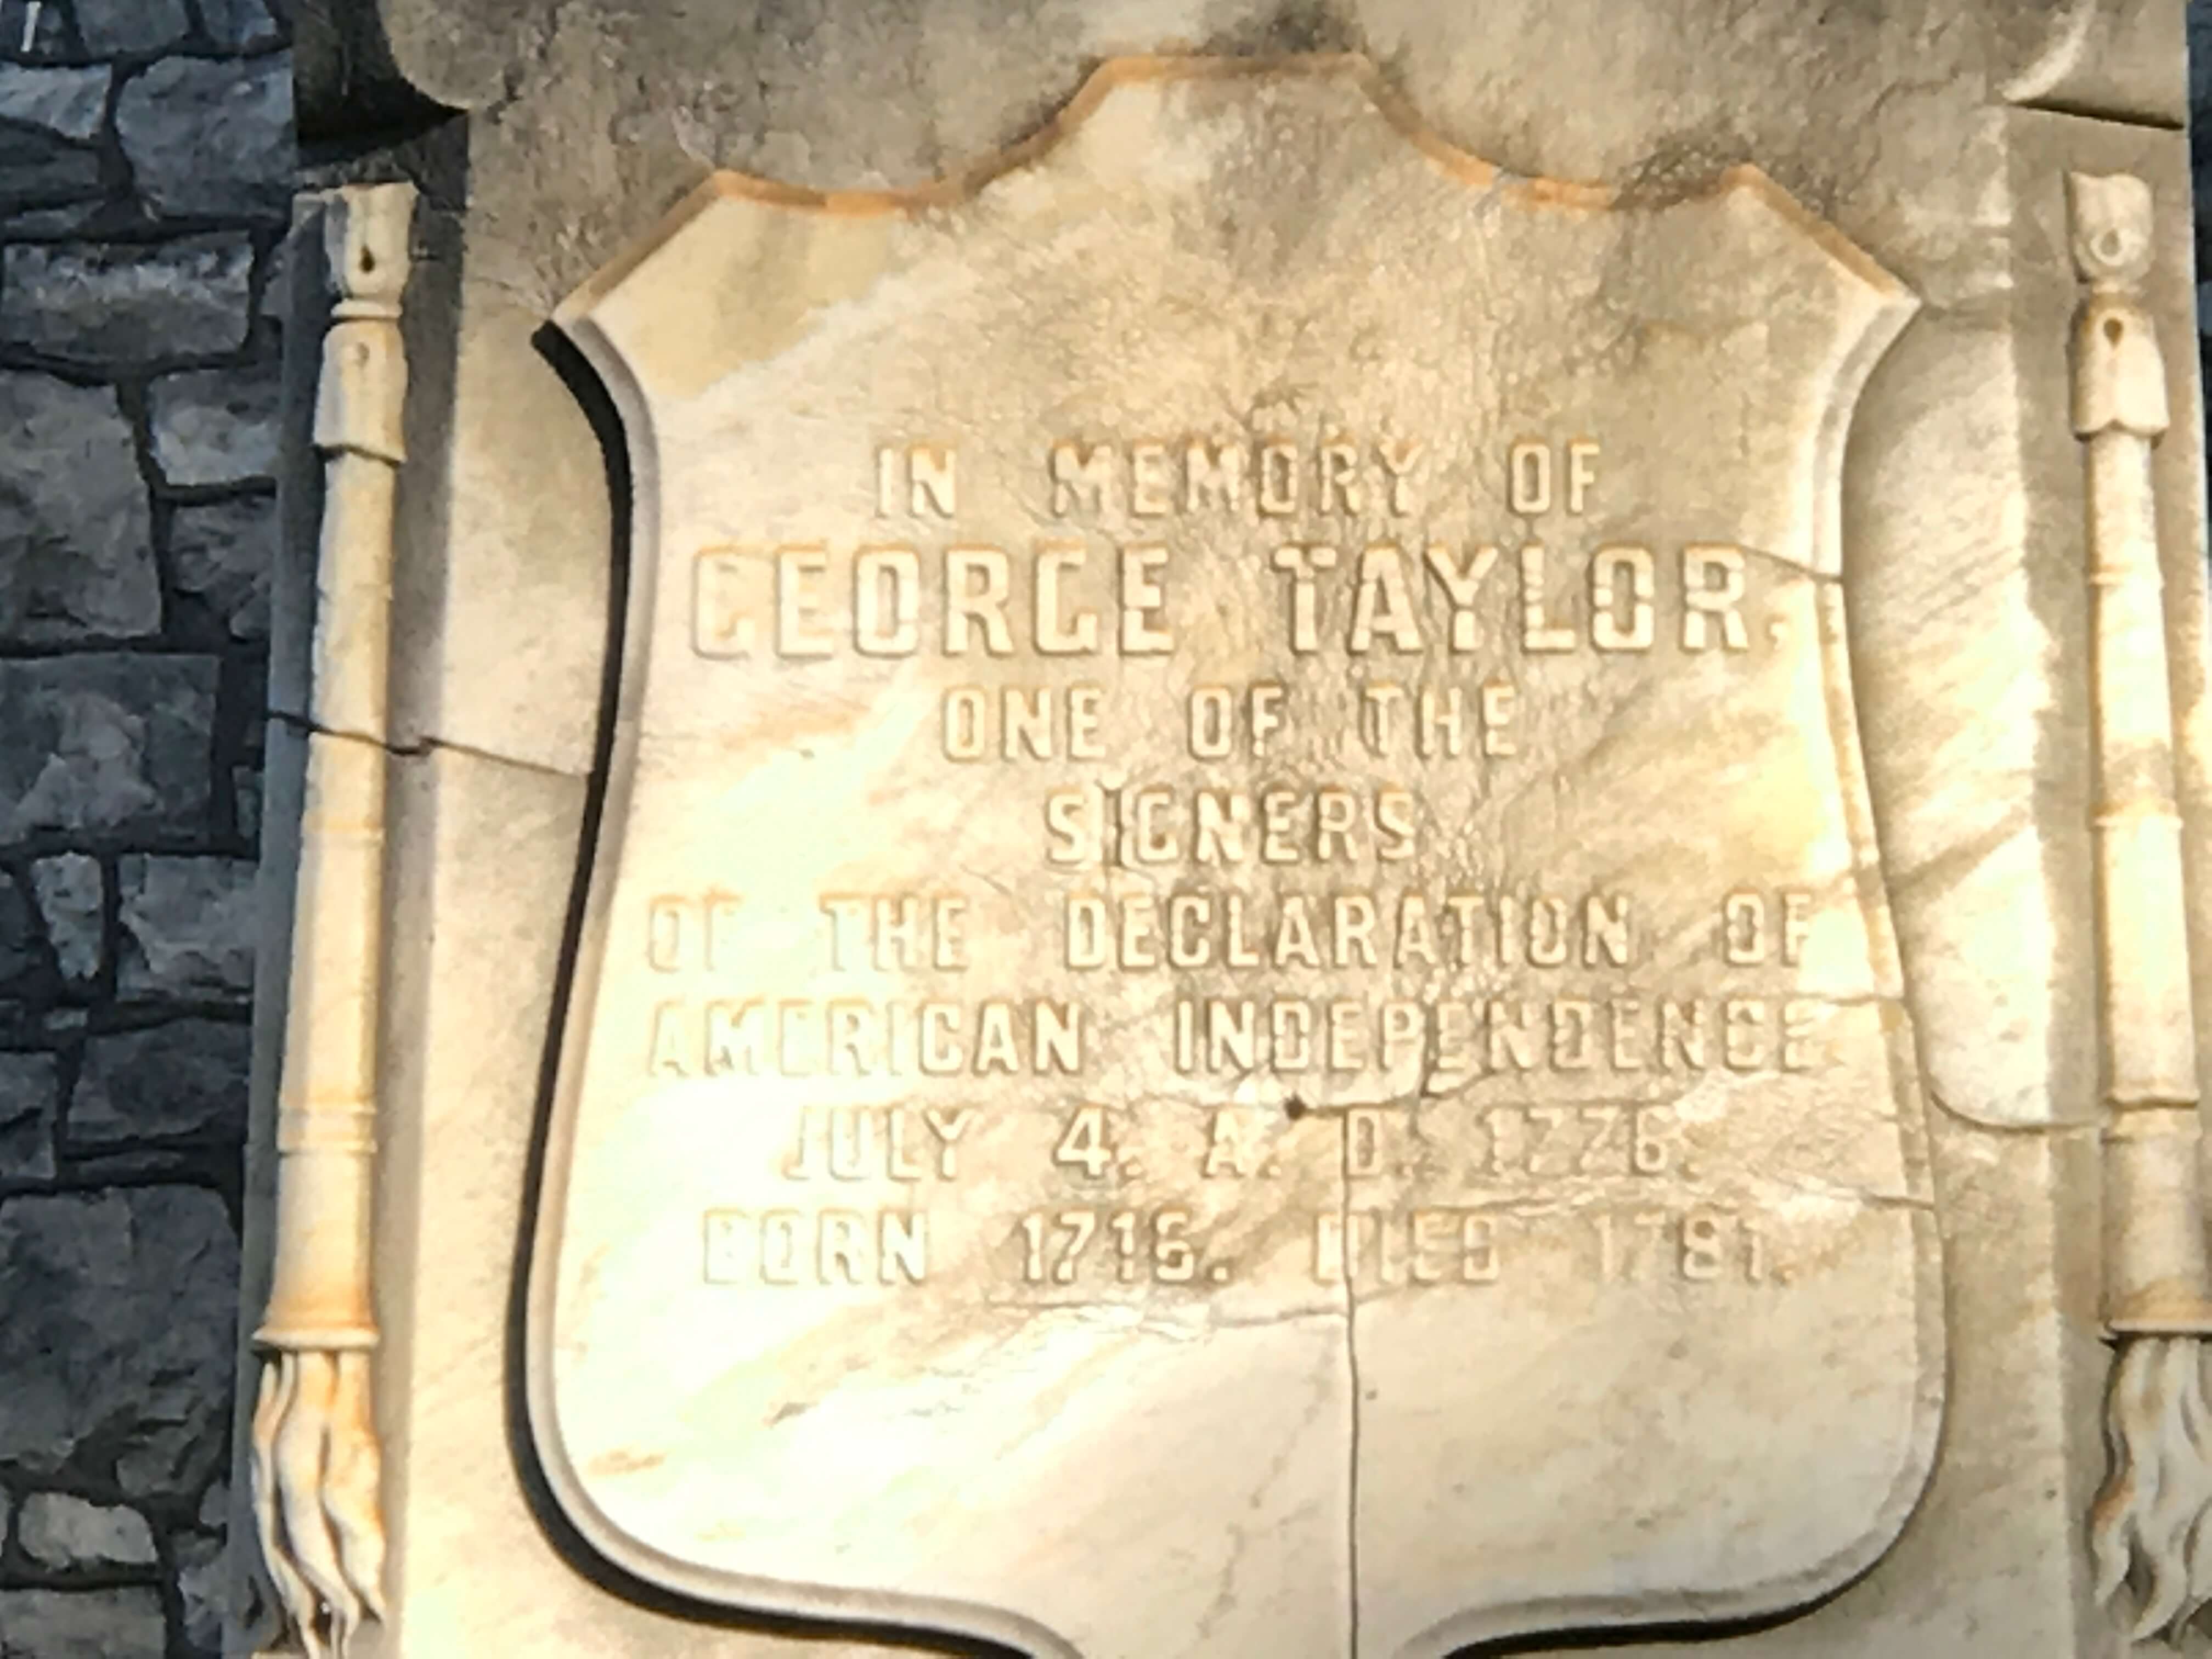 IN MEMORY OF
GEORGE TAYLOR.
ONE OF THE
SIGNERS
OF THE DECLARATION OF
AMERICAN INDEPENDENCE
JULY 4. A. D. 1776.
BORN 1716. DIED 1781.